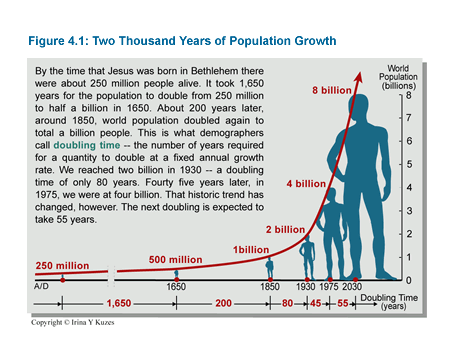 Figure 4.1: Two Thousand Years of Population Growth
By the time that Jesus was born in Bethlehem there
were about 250 million people alive. It took 1,650
years for the population to double from 250 million
to half a billion in 1650. About 200 years later,
around 1850, world population doubled again to
total a billion people. This is what demographers
call doubling time -- the number of years required
for a quantity to double at a fixed annual growth
rate. We reached two billion in 1930 -- a doubling
time of only 80 years. Fourty five years later, in
1975, we were at four billion. That historic trend has
changed, however. The next doubling is expected to
take 55 years.
World
Population
(billions)
8
7
6
5
4
3
2
1
0
8 billion
4 billion
2 billion
1billion
500 million
250 million
A/D 1650 1850 1930 1975 2030
1,650 200 80 45 55
Doubling Time
(years)
Copyright © Irina Y Kuzes